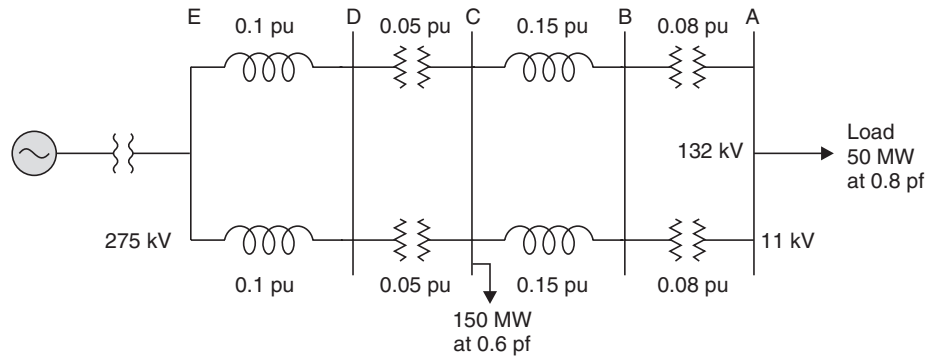 E
0.1 pu
D
0.05 pu
C
0.15 pu
B
0.08 pu
A
132 kV
Load
50 MW
at 0.8 pf
275 kV
11 kV
0.1 pu
0.05 pu
0.15 pu
0.08 pu
150 MW
at 0.6 pf